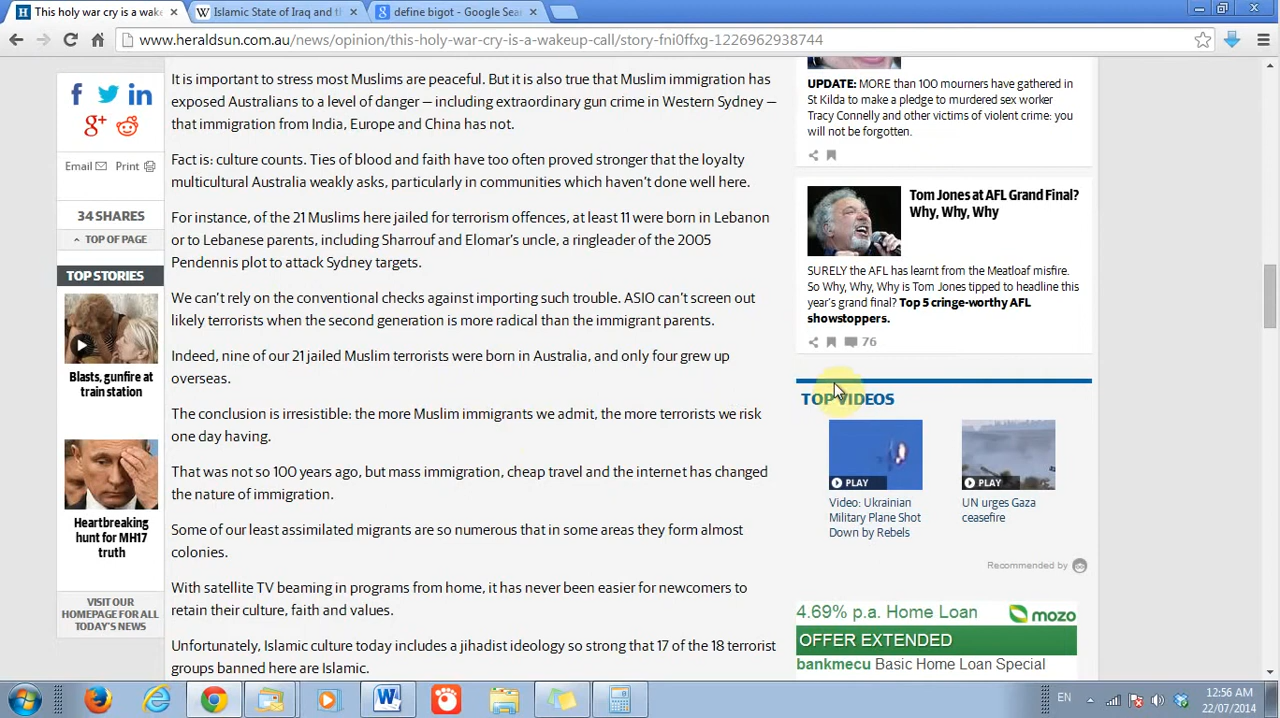 This holy war cry is a wak
Islamic State of Iraq and th
define bigot - Google Sea
www.heraldsun.com.au/news/opinion/this-holy-war-cry-is-a-wakeup-call/story-fni0ffxg-1226962938744
Email
Print
34 SHARES
TOP OF PAGE
TOP STORIES
Blasts, gunfire at
train station
Heartbreaking
hunt for MH17
truth
VISIT OUR
HOMEPAGE FOR ALL
TODAY'S NEWS
It is important to stress most Muslims are peaceful. But it is also true that Muslim immigration has
exposed Australians to a level of danger — including extraordinary gun crime in Western Sydney —
that immigration from India, Europe and China has not.
Fact is: culture counts. Ties of blood and faith have too often proved stronger that the loyalty
multicultural Australia weakly asks, particularly in communities which haven't done well here.
For instance, of the 21 Muslims here jailed for terrorism offences, at least 11 were born in Lebanon
or to Lebanese parents, including Sharrouf and Elomar's uncle, a ringleader of the 2005
Pendennis plot to attack Sydney targets.
We can't rely on the conventional checks against importing such trouble. ASIO can't screen out
likely terrorists when the second generation is more radical than the immigrant parents.
Indeed, nine of our 21 jailed Muslim terrorists were born in Australia, and only four grew up
overseas.
The conclusion is irresistible: the more Muslim immigrants we admit, the more terrorists we risk
one day having.
That was not so 100 years ago, but mass immigration, cheap travel and the internet has changed
the nature of immigration.
Some of our least assimilated migrants are so numerous that in some areas they form almost
colonies.
With satellite TV beaming in programs from home, it has never been easier for newcomers to
retain their culture, faith and values.
Unfortunately, Islamic culture today includes a jihadist ideology so strong that 17 of the 18 terrorist
groups banned here are Islamic.
UPDATE: MORE than 100 mourners have gathered in
St Kilda to make a pledge to murdered sex worker
Tracy Connelly and other victims of violent crime: you
will not be forgotten.
Tom Jones at AFL Grand Final?
Why, Why, Why
SURELY the AFL has learnt from the Meatloaf misfire.
So Why, Why, Why is Tom Jones tipped to headline this
year's grand final? Top 5 cringe-worthy AFL
showstoppers.
76
TOP VIDEOS
PLAY
PLAY
Video: Ukrainian
Military Plane Shot
Down by Rebels
UN urges Gaza
ceasefire
Recommended by
4.69% p.a. Home Loan
mozo
OFFER EXTENDED
bankmecu Basic Home Loan Special
EN
12:56 AM
22/07/2014